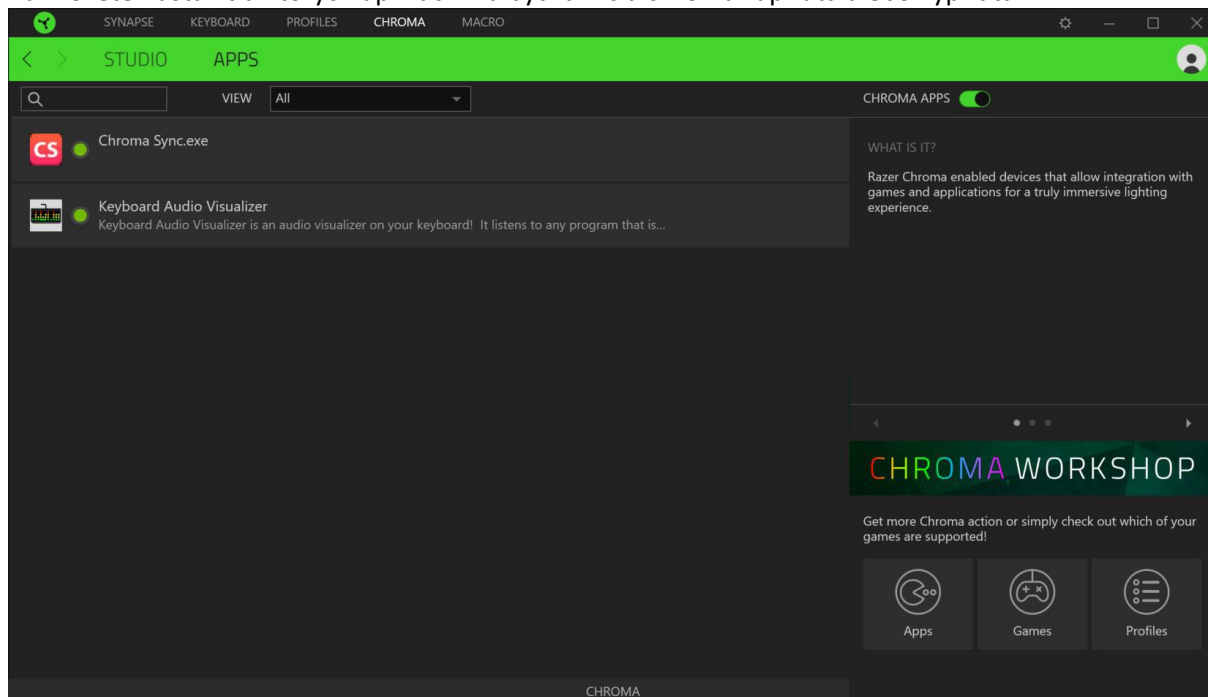 SYNAPSE KEYBOARD PROFILES CHROMA MACRO
STUDIO APPS
VIEW All
CHROMA APPS
CS
Chroma Sync.exe
Keyboard Audio Visualizer
Keyboard Audio Visualizer is an audio visualizer on your keyboard! It listens to any program that is...
WHAT IS IT?
Razer Chroma enabled devices that allow integration with
games and applications for a truly immersive lighting
experience.
CHROMA WORKSHOP
Get more Chroma action or simply check out which of your
games are supported!
Apps Games Profiles
CHROMA